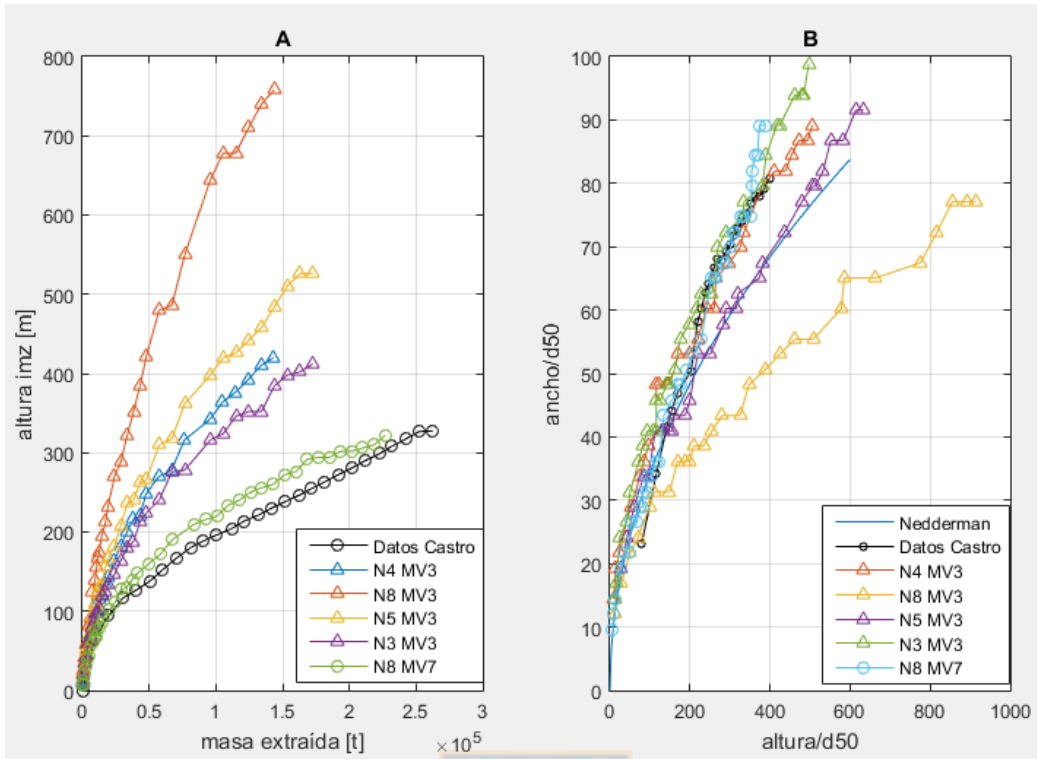 A
altura imz [m]
800
700
600
500
400
300
200
100
0
0
0.5
1
1.5
2
2.5
3
×10⁵
masa extraída [t]
Datos Castro
N4 MV3
N8 MV3
N5 MV3
N3 MV3
N8 MV7
B
ancho/d50
100
90
80
70
60
50
40
30
20
10
0
0
200
400
600
800
1000
altura/d50
Nedderman
Datos Castro
N4 MV3
N8 MV3
N5 MV3
N3 MV3
N8 MV7